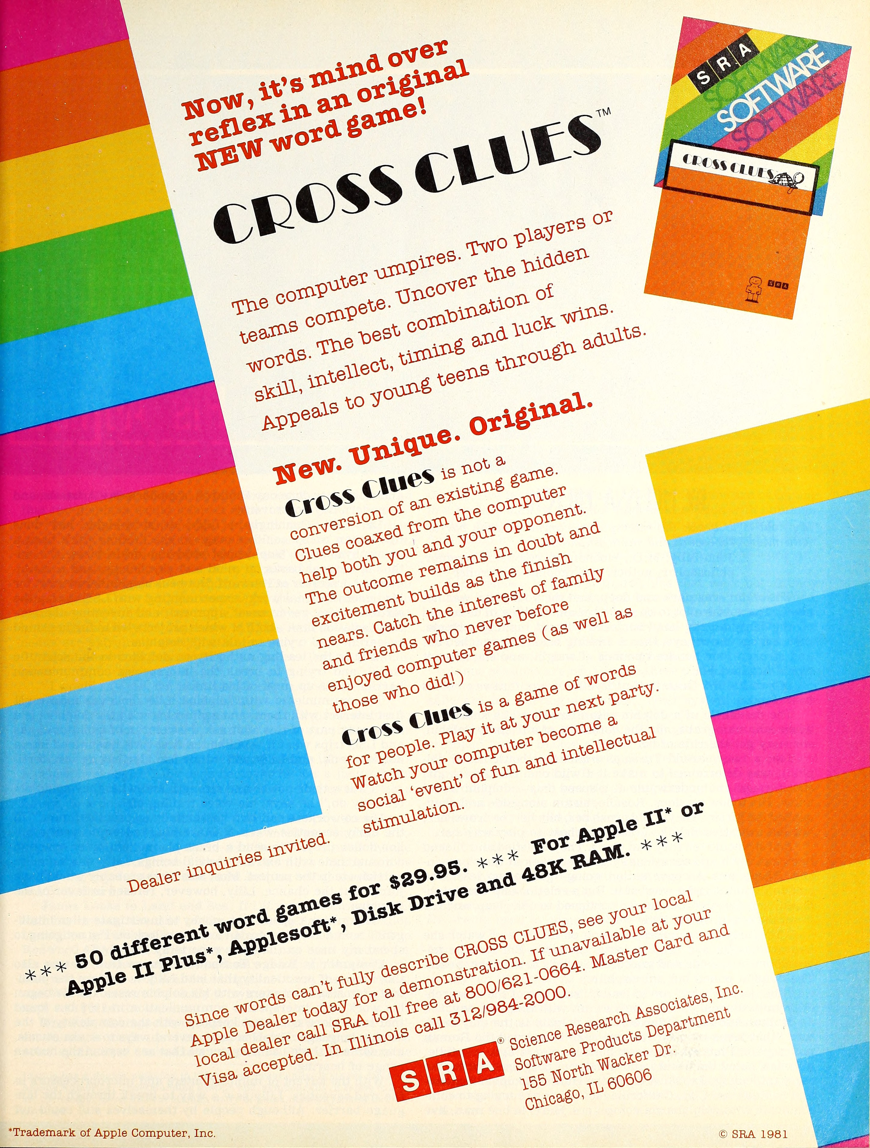 Now, it's mind over
reflex in an original
NEW word game!
CROSS CLUES™
SRA
SOFTWARE
SOFTWARE
SOFTWARE
CROSS CLUES
SRA
The computer umpires. Two players or
teams compete. Uncover the hidden
words. The best combination of
skill, intellect, timing and luck wins.
Appeals to young teens through adults.
New. Unique. Original.
Cross Clues is not a
conversion of an existing game.
Clues coaxed from the computer
help both you and your opponent.
The outcome remains in doubt and
excitement builds as the finish
nears. Catch the interest of family
and friends who never before
enjoyed computer games (as well as
those who did!)
Cross Clues is a game of words
for people. Play it at your next party.
Watch your computer become a
social 'event' of fun and intellectual
stimulation.
Dealer inquiries invited.
*** 50 different word games for $29.95. *** For Apple II* or
Apple II Plus*, Applesoft*, Disk Drive and 48K RAM. ***
Since words can't fully describe CROSS CLUES, see your local
Apple Dealer today for a demonstration. If unavailable at your
local dealer call SRA toll free at 800/621-0664. Master Card and
Visa accepted. In Illinois call 312/984-2000.
SRA®
Science Research Associates, Inc.
Software Products Department
155 North Wacker Dr.
Chicago, IL 60606
*Trademark of Apple Computer, Inc.
© SRA 1981